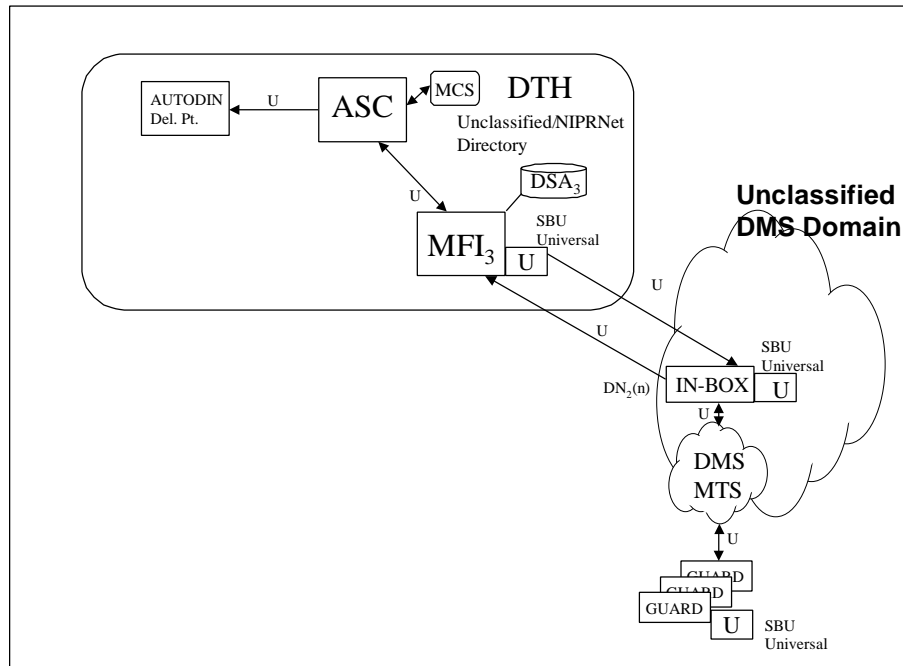 DTH
MCS
ASC
AUTODIN
Del. Pt.
U
Unclassified/NIPRNet
Directory
U
DSA₃
MFI₃
SBU
Universal
U
Unclassified
DMS Domain
U
U
SBU
Universal
IN-BOX
U
DN₂(n)
U
DMS
MTS
U
GUARD
GUARD
GUARD
U
SBU
Universal